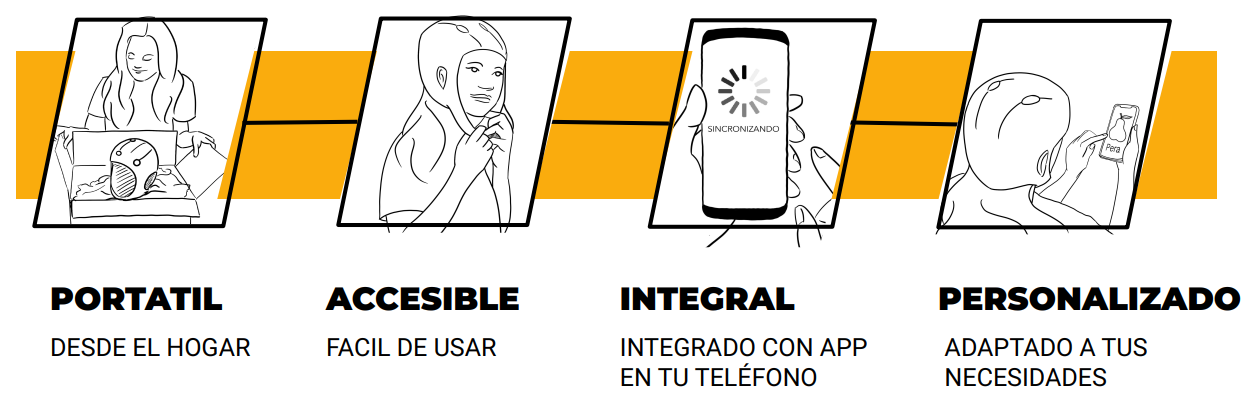 SINCRONIZANDO
Pera
PORTATIL
DESDE EL HOGAR
ACCESIBLE
FACIL DE USAR
INTEGRAL
INTEGRADO CON APP
EN TU TELÉFONO
PERSONALIZADO
ADAPTADO A TUS
NECESIDADES